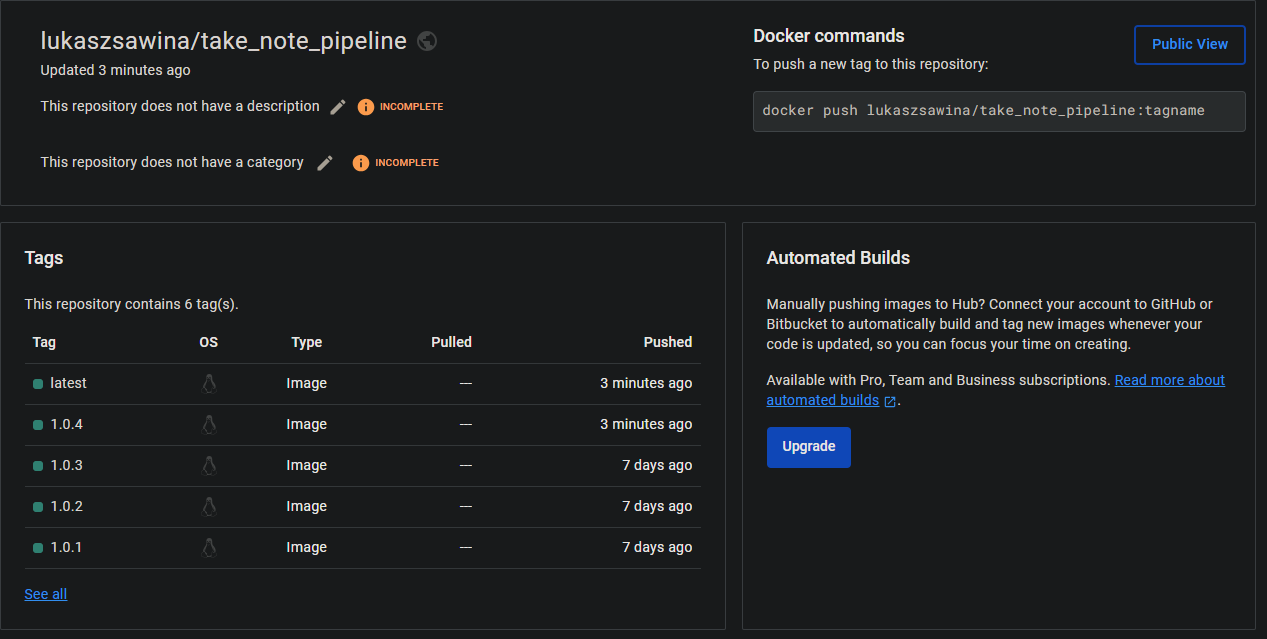 lukaszsawina/take_note_pipeline
Updated 3 minutes ago
This repository does not have a description INCOMPLETE
This repository does not have a category INCOMPLETE
Docker commands
Public View
To push a new tag to this repository:
docker push lukaszsawina/take_note_pipeline:tagname
Tags
This repository contains 6 tag(s).
Tag OS Type Pulled Pushed
latest Image --- 3 minutes ago
1.0.4 Image --- 3 minutes ago
1.0.3 Image --- 7 days ago
1.0.2 Image --- 7 days ago
1.0.1 Image --- 7 days ago
See all
Automated Builds
Manually pushing images to Hub? Connect your account to GitHub or
Bitbucket to automatically build and tag new images whenever your
code is updated, so you can focus your time on creating.
Available with Pro, Team and Business subscriptions. Read more about
automated builds.
Upgrade